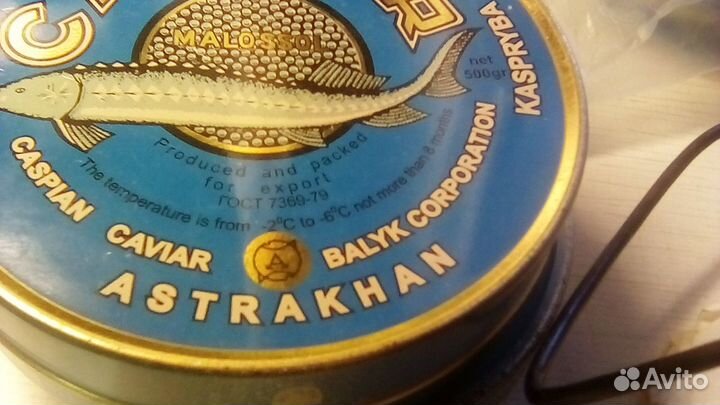 MALOSSOL
net
500gr
KASPRYBA
Produced and packed
for export
ГОСТ 7369-79
The temperature is from -2°C to -6°C not more than 8 months
CASPIAN CAVIAR BALYK CORPORATION
ASTRAKHAN
Avito